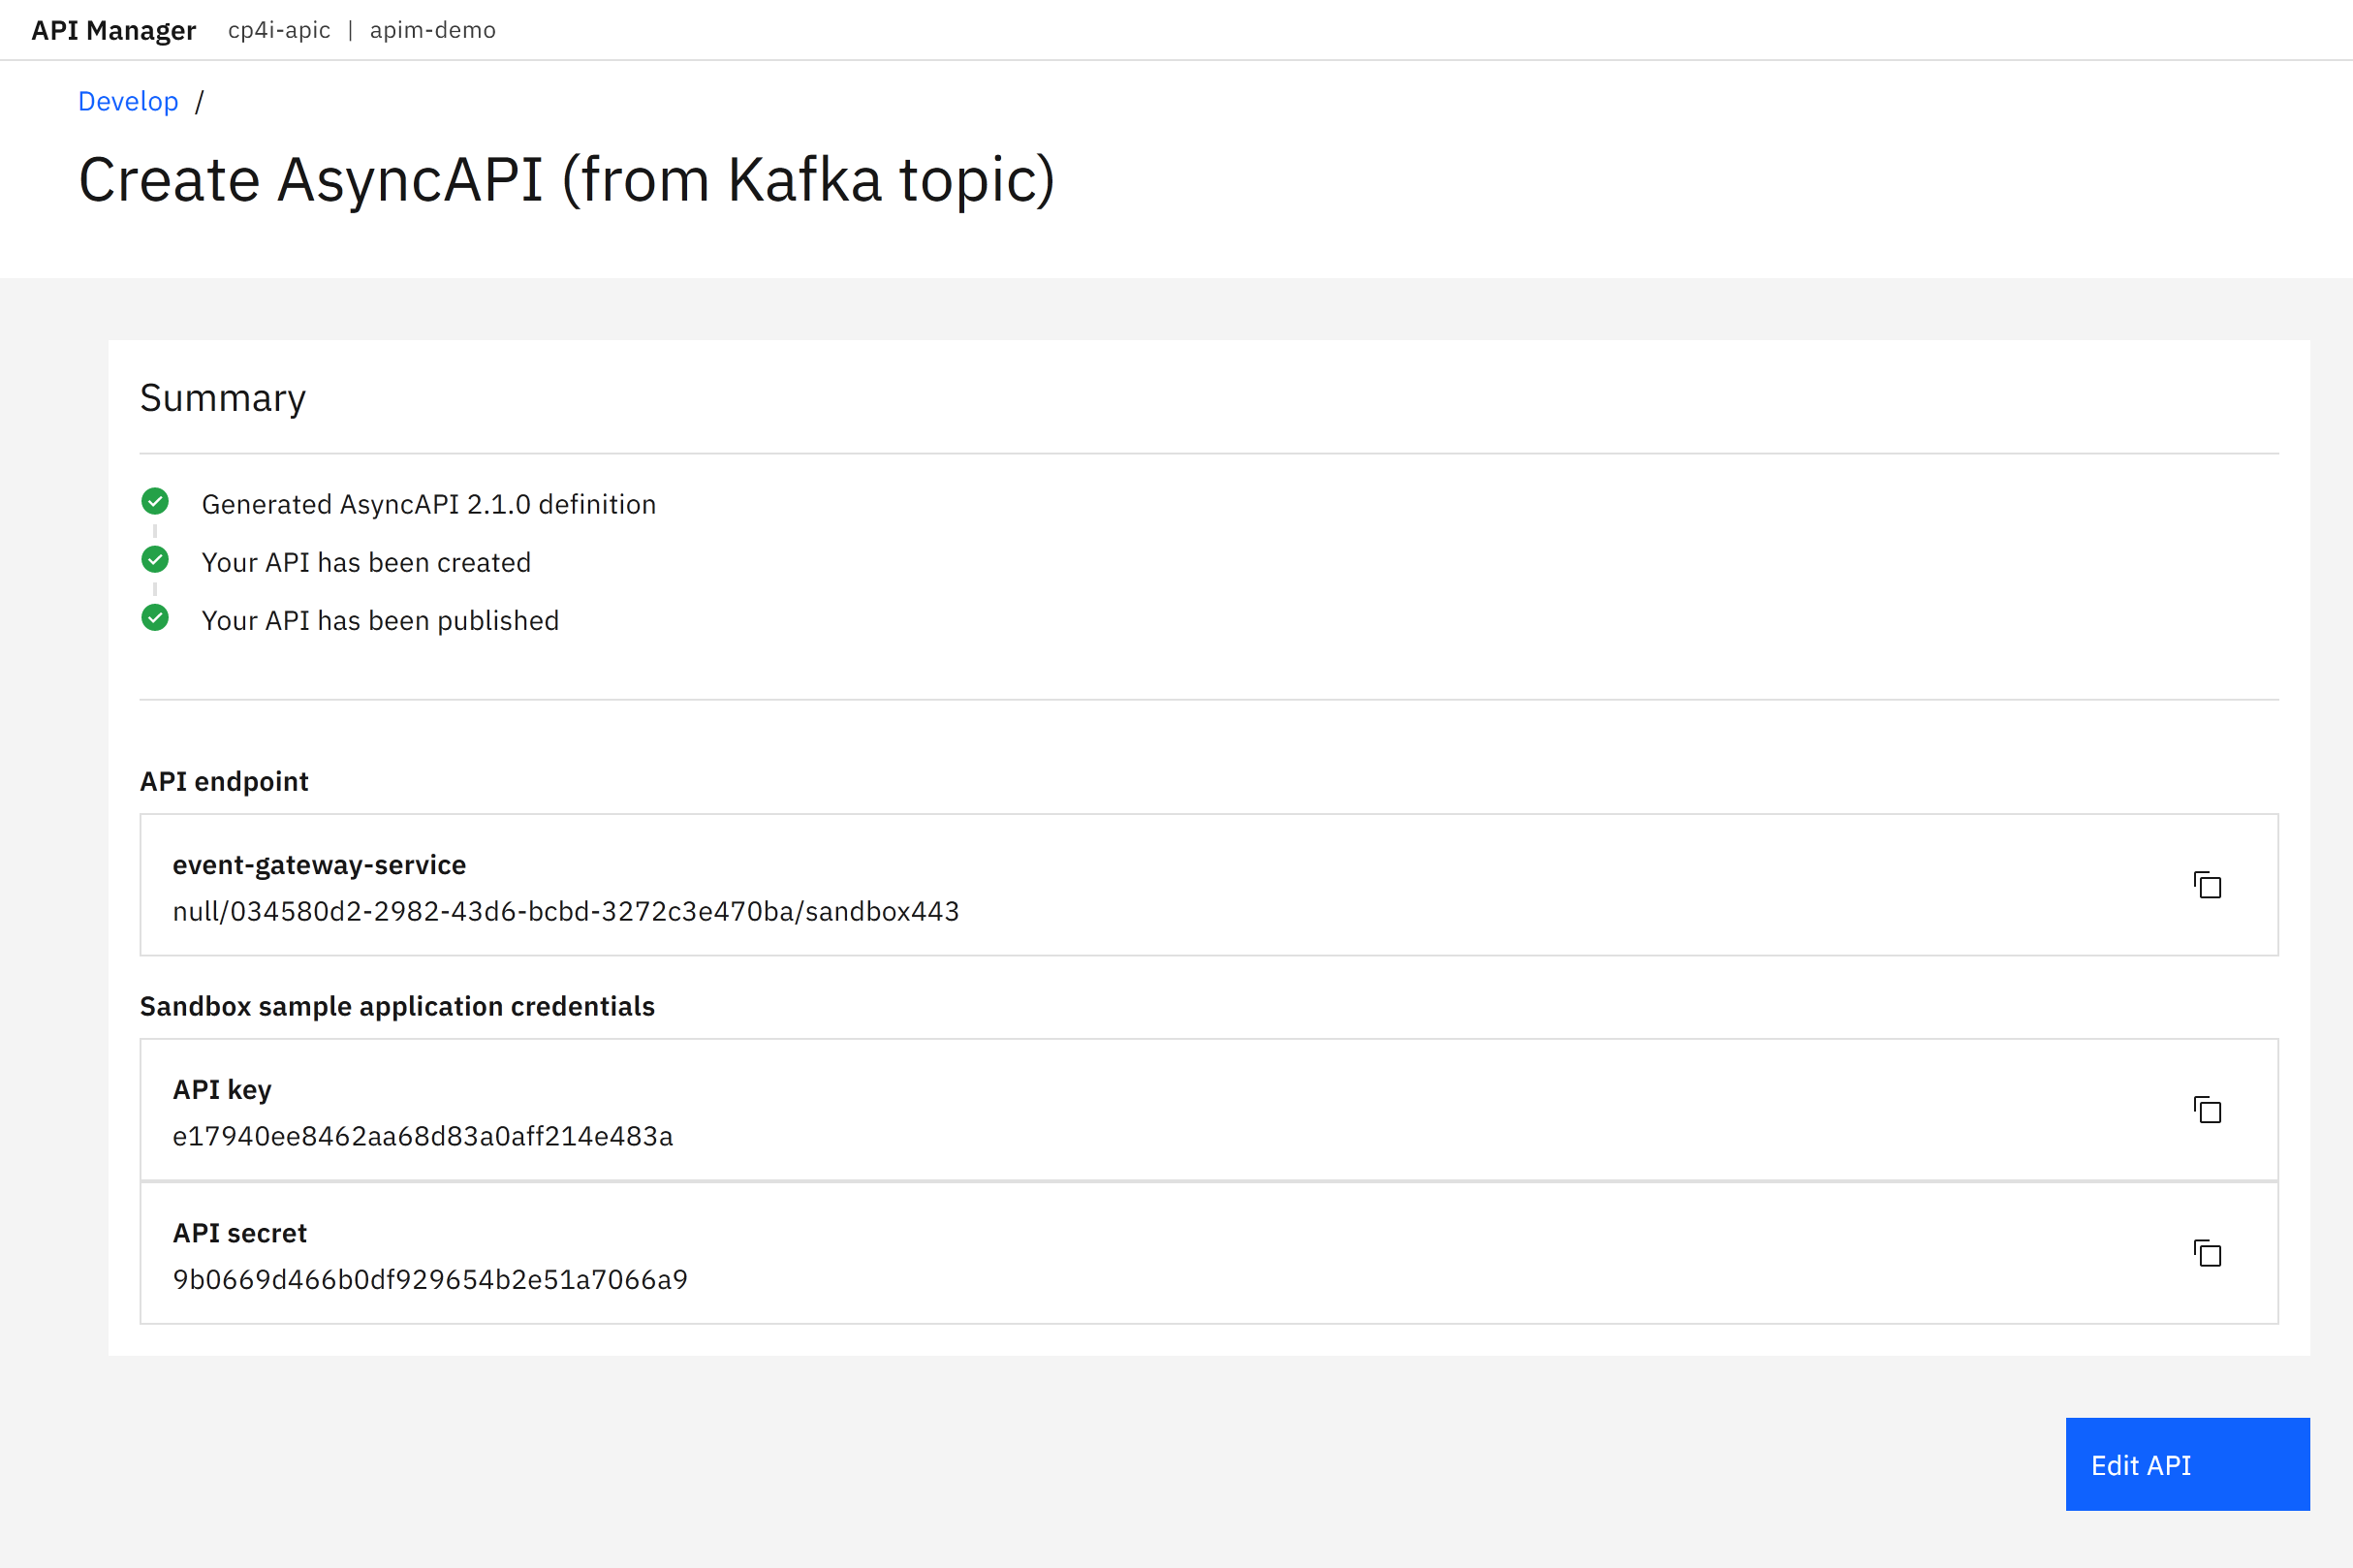 API Manager cp4i-apic | apim-demo
Develop /
Create AsyncAPI (from Kafka topic)
Summary
Generated AsyncAPI 2.1.0 definition
Your API has been created
Your API has been published
API endpoint
event-gateway-service
null/034580d2-2982-43d6-bcbd-3272c3e470ba/sandbox443
Sandbox sample application credentials
API key
e17940ee8462aa68d83a0aff214e483a
API secret
9b0669d466b0df929654b2e51a7066a9
Edit API